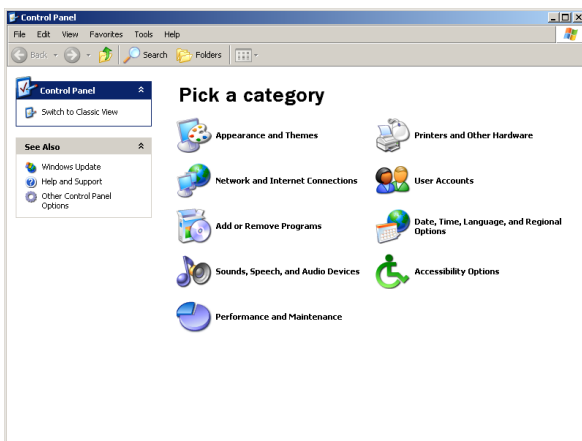 Control Panel
File Edit View Favorites Tools Help
Back Search Folders
Control Panel
Switch to Classic View
See Also
Windows Update
Help and Support
Other Control Panel
Options
Pick a category
Appearance and Themes
Printers and Other Hardware
Network and Internet Connections
User Accounts
Add or Remove Programs
Date, Time, Language, and Regional
Options
Sounds, Speech, and Audio Devices
Accessibility Options
Performance and Maintenance